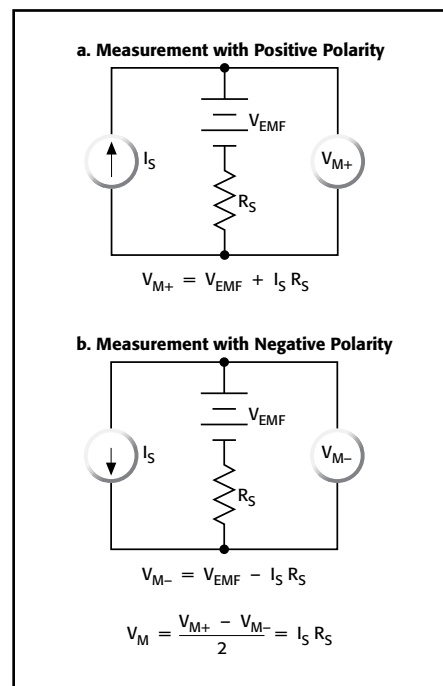 a. Measurement with Positive Polarity
V_EMF
I_S
V_M+
R_S
V_M+ = V_EMF + I_S R_S
b. Measurement with Negative Polarity
V_EMF
I_S
V_M–
R_S
V_M– = V_EMF – I_S R_S
V_M = (V_M+ – V_M–)/2 = I_S R_S